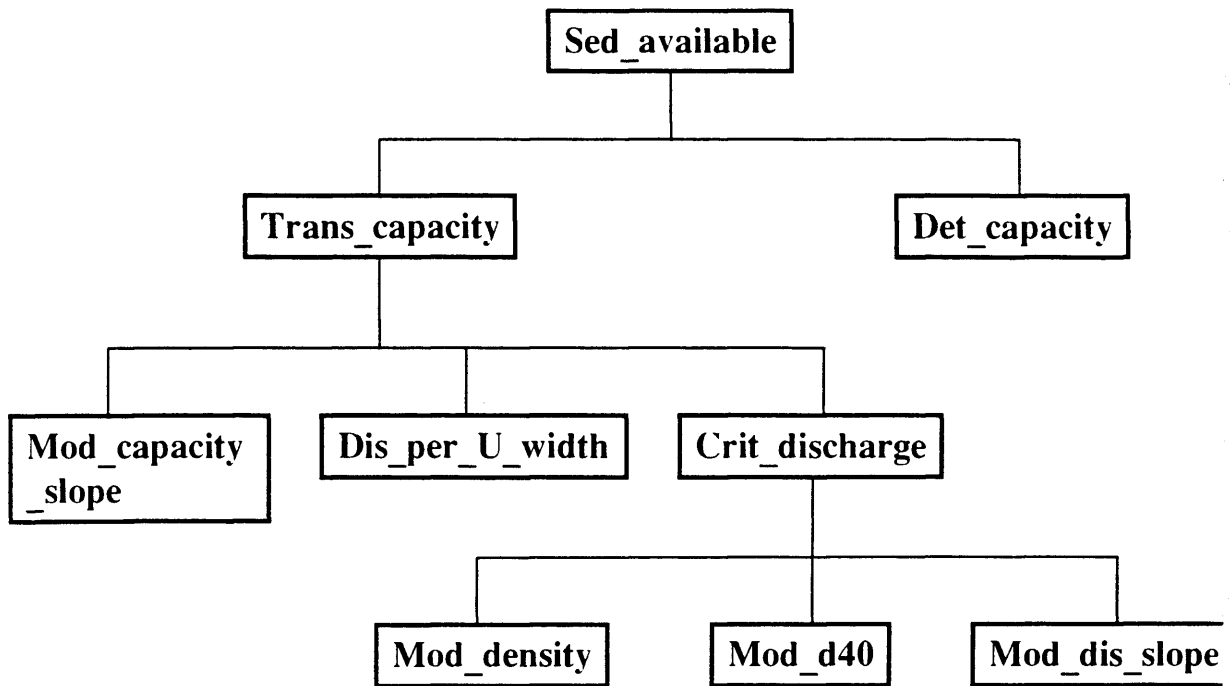 Sed_available
Trans_capacity
Det_capacity
Mod_capacity
_slope
Dis_per_U_width
Crit_discharge
Mod_density
Mod_d40
Mod_dis_slope